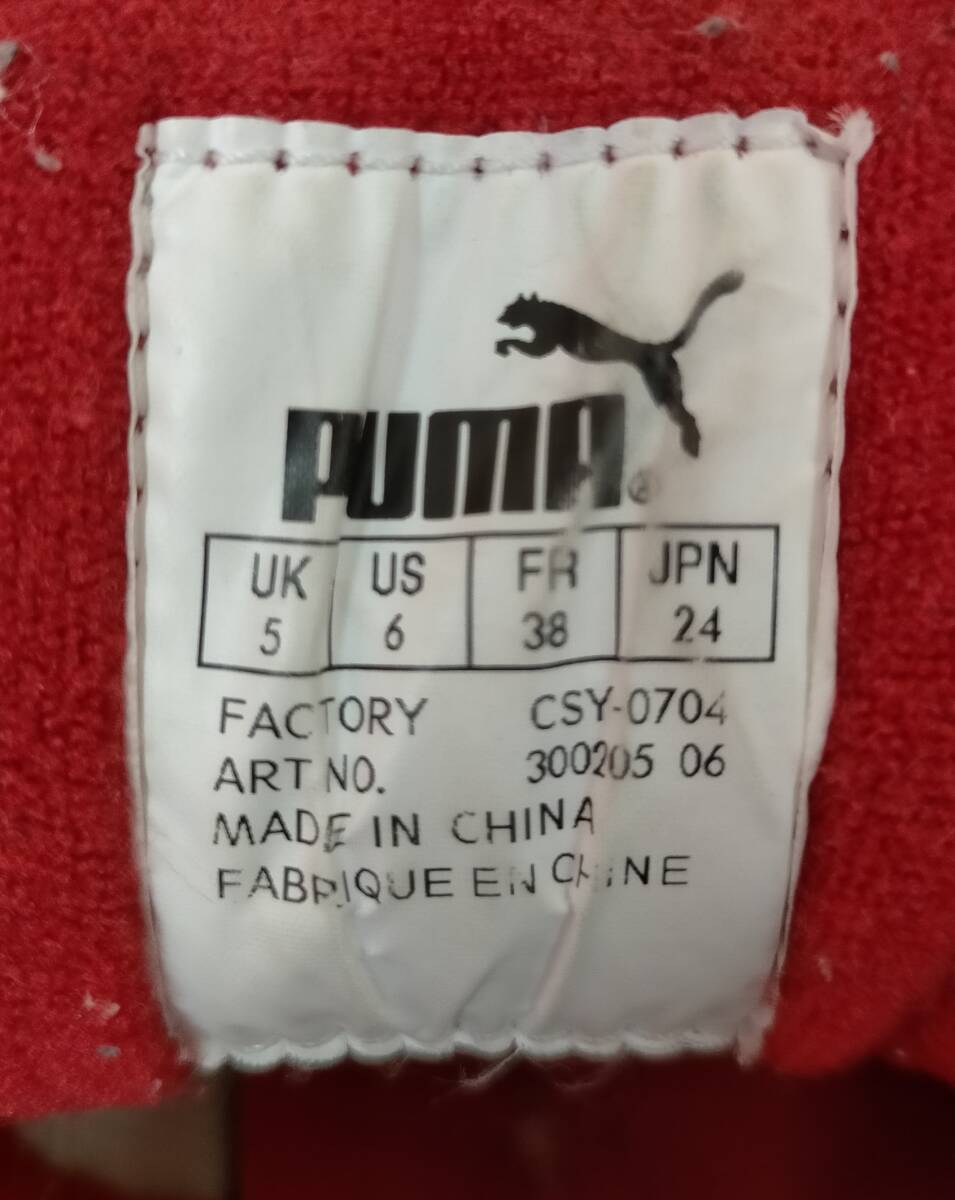 PUMA®
UK US FR JPN
5 6 38 24
FACTORY CSY-0704
ART NO. 300205 06
MADE IN CHINA
FABRIQUE EN CHINE